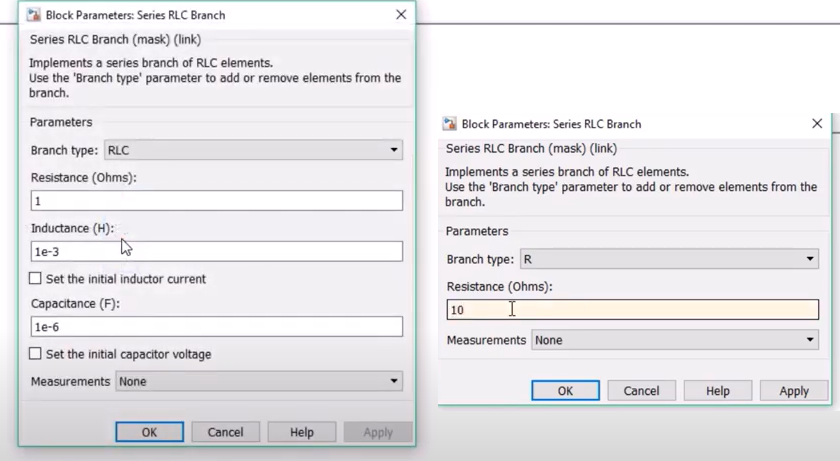 Block Parameters: Series RLC Branch
Series RLC Branch (mask) (link)
Implements a series branch of RLC elements.
Use the 'Branch type' parameter to add or remove elements from the
branch.
Parameters
Branch type: RLC
Resistance (Ohms):
1
Inductance (H):
1e-3
Set the initial inductor current
Capacitance (F):
1e-6
Set the initial capacitor voltage
Measurements None
OK Cancel Help Apply
Block Parameters: Series RLC Branch
Series RLC Branch (mask) (link)
Implements a series branch of RLC elements.
Use the 'Branch type' parameter to add or remove elements from the
branch.
Parameters
Branch type: R
Resistance (Ohms):
10
Measurements None
OK Cancel Help Apply